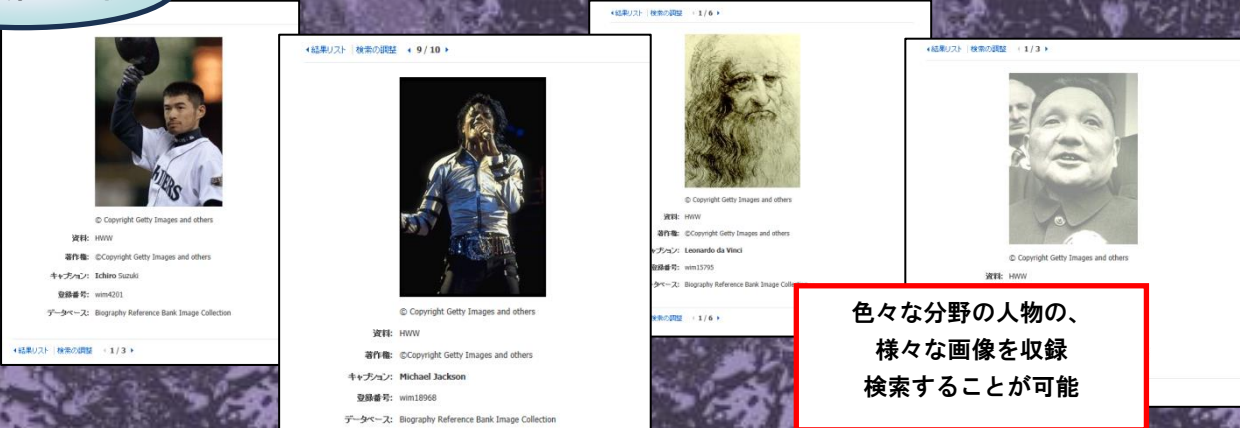 ◀結果リスト | 検索の調整 ◀ 1 / 6 ▶
◀結果リスト | 検索の調整 ◀ 9 / 10 ▶
◀結果リスト | 検索の調整 ◀ 1 / 3 ▶
© Copyright Getty Images and others
資料: HWW
著作権: ©Copyright Getty Images and others
キャプション: Ichiro Suzuki
登録番号: wim4201
データベース: Biography Reference Bank Image Collection
◀結果リスト | 検索の調整 ◀ 1 / 3 ▶
© Copyright Getty Images and others
資料: HWW
著作権: ©Copyright Getty Images and others
キャプション: Michael Jackson
登録番号: wim18968
データベース: Biography Reference Bank Image Collection
© Copyright Getty Images and others
資料: HWW
著作権: ©Copyright Getty Images and others
プション: Leonardo da Vinci
登録番号: wim15795
タベース: Biography Reference Bank Image
検索の調整 ◀ 1 / 6 ▶
© Copyright Getty Images and others
資料: HWW
色々な分野の人物の、
様々な画像を収録
検索することが可能